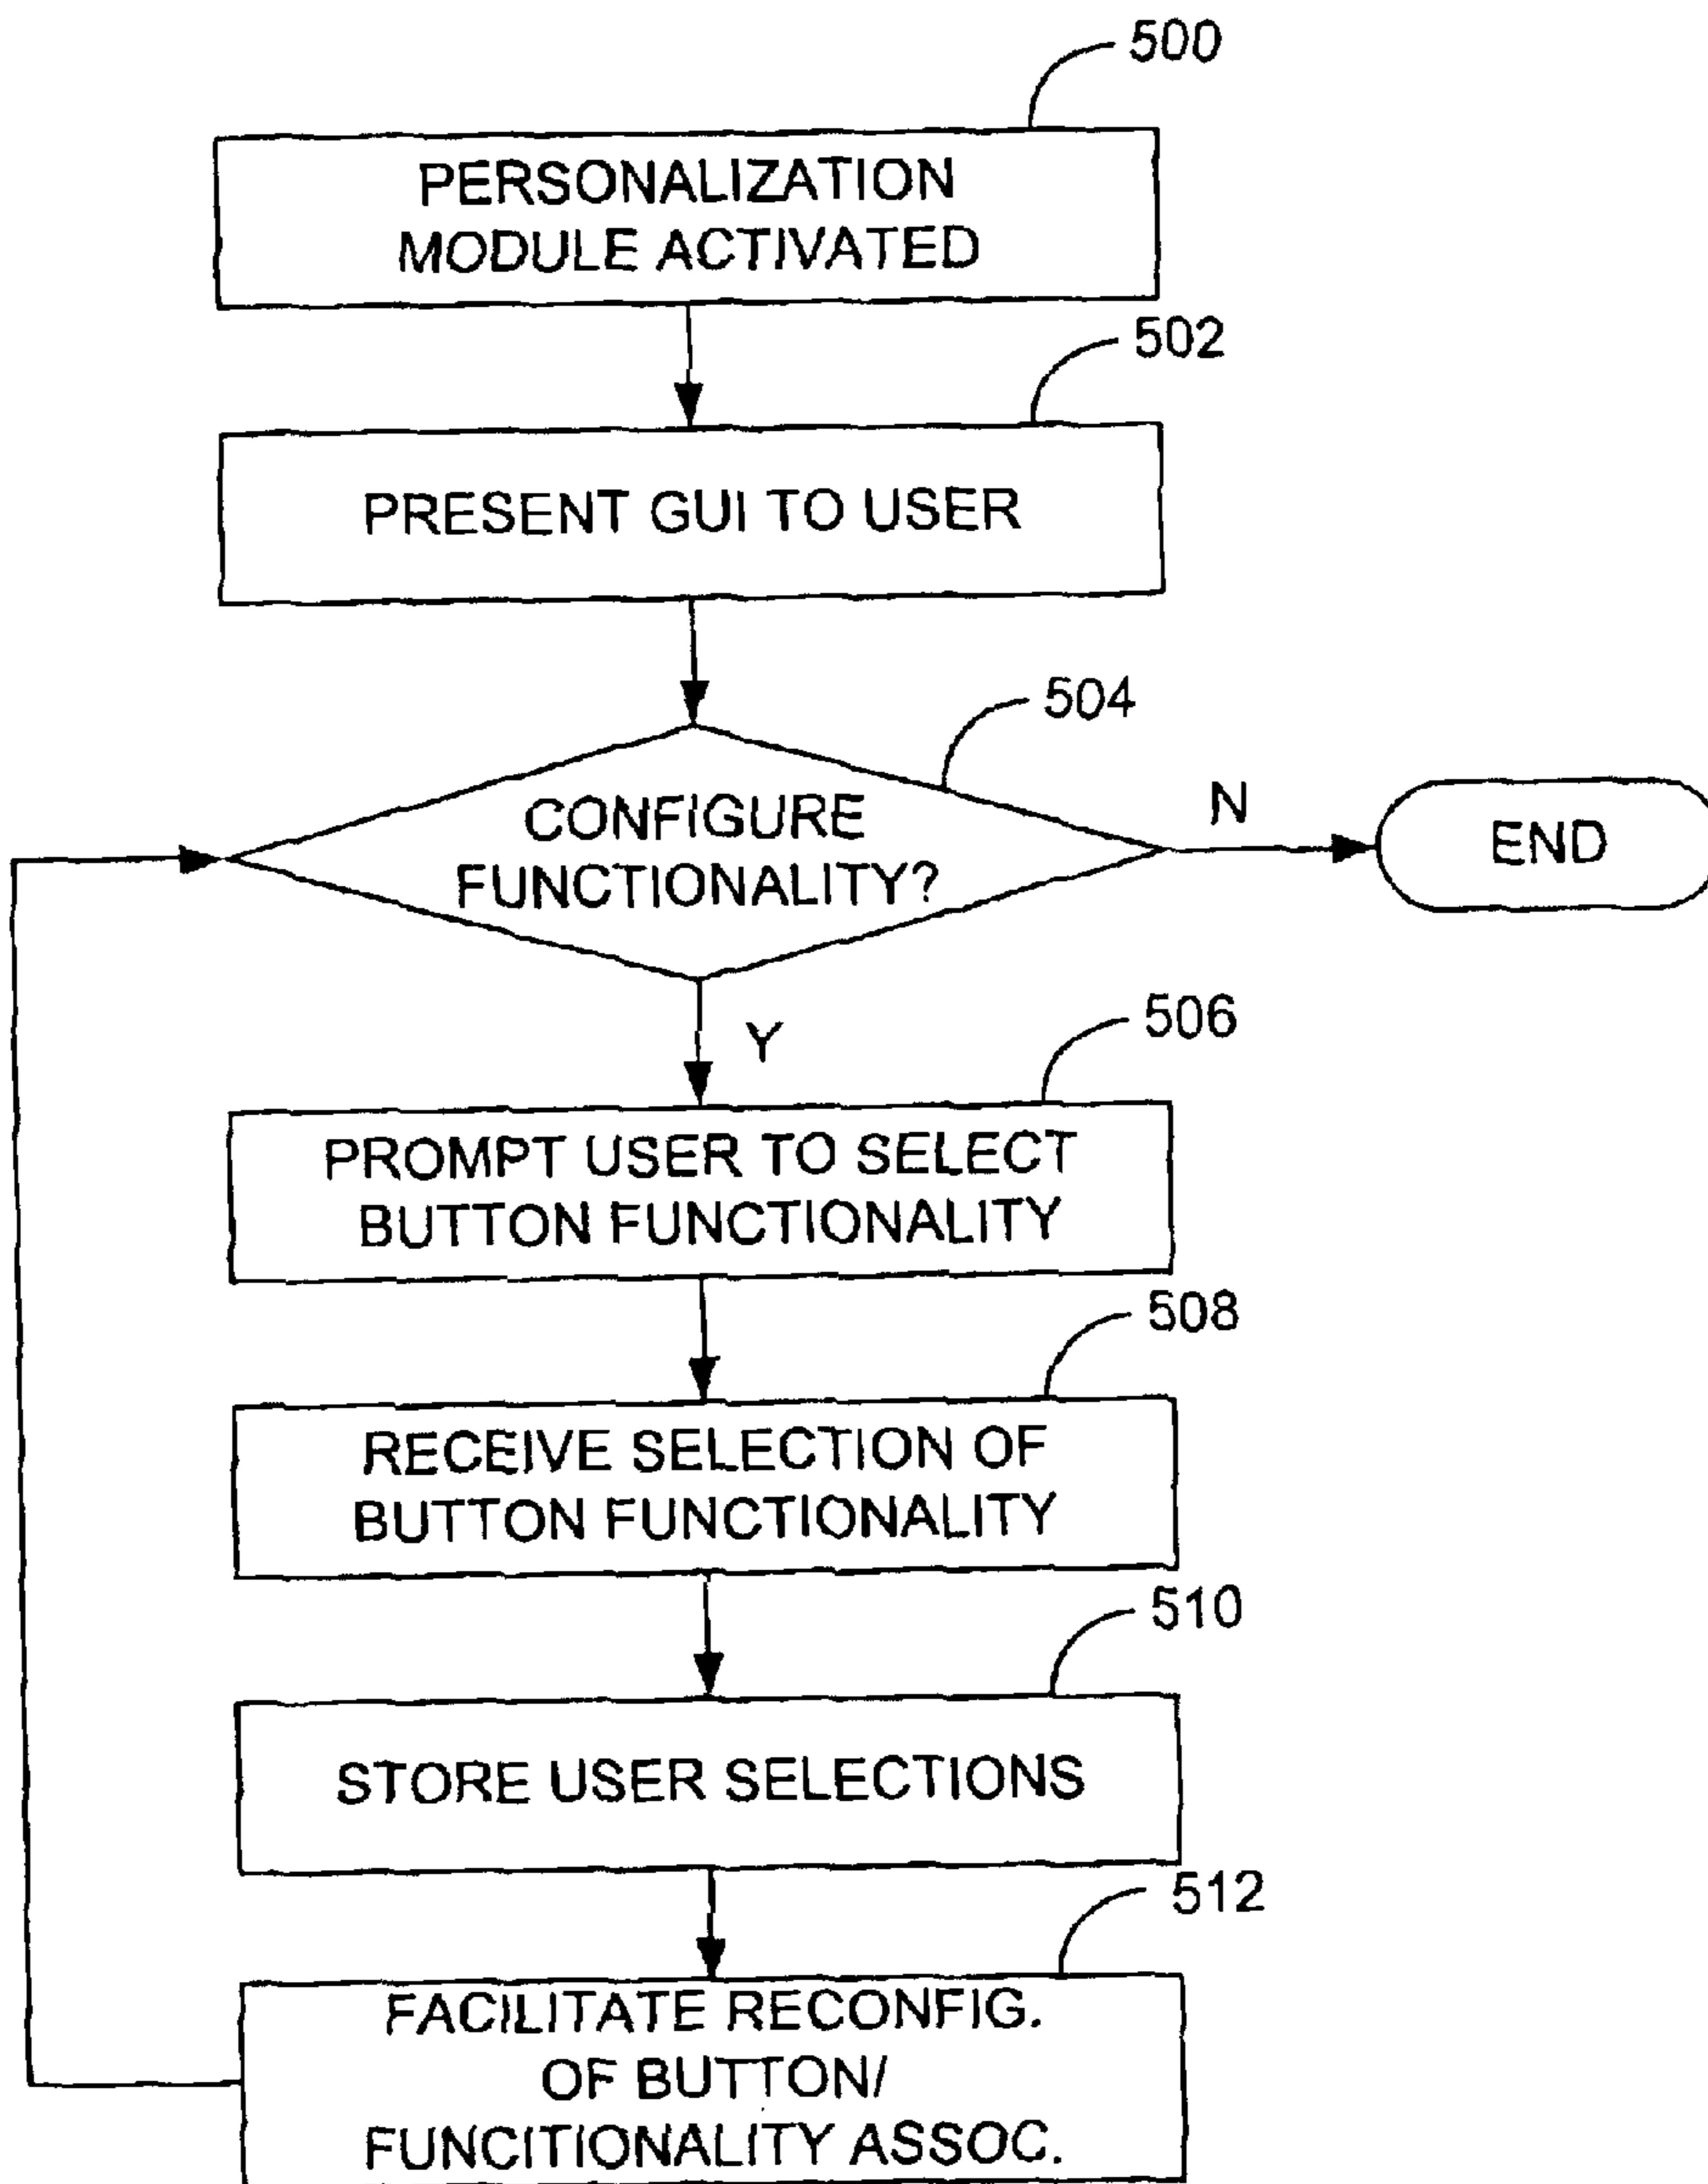 500
PERSONALIZATION
MODULE ACTIVATED
502
PRESENT GUI TO USER
504
CONFIGURE
FUNCTIONALITY?
N
END
Y
506
PROMPT USER TO SELECT
BUTTON FUNCTIONALITY
508
RECEIVE SELECTION OF
BUTTON FUNCTIONALITY
510
STORE USER SELECTIONS
512
FACILITATE RECONFIG.
OF BUTTON/
FUNCITIONALITY ASSOC.